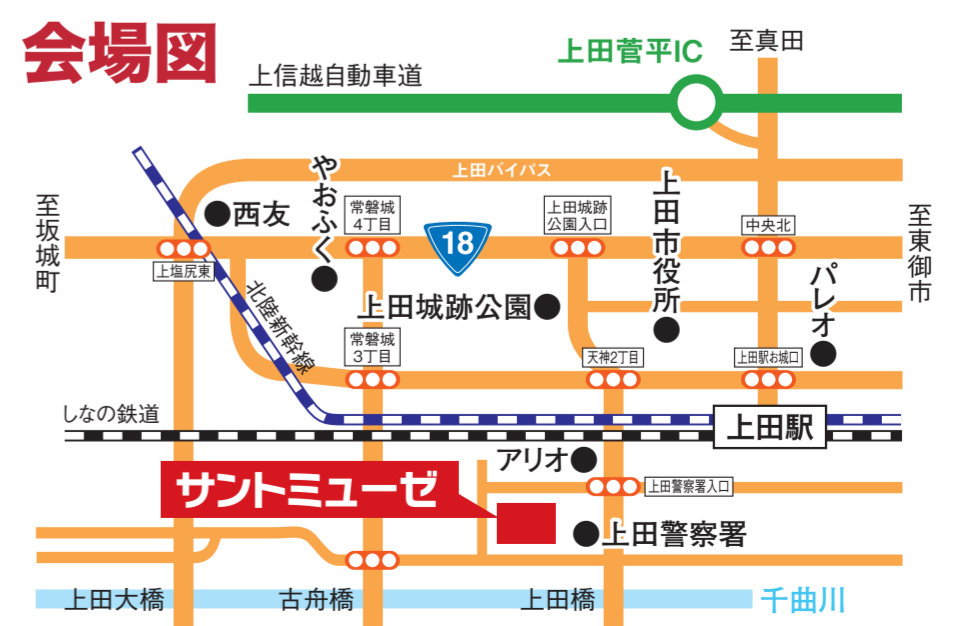 会場図
上田菅平IC
至真田
上信越自動車道
上田バイパス
やおふく
西友
常磐城
4丁目
18
上田城跡
公園入口
上田市役所
中央北
至坂城町
至東御市
上塩尻東
パレオ
北陸新幹線
上田城跡公園
常磐城
3丁目
天神2丁目
上田駅お城口
しなの鉄道
上田駅
アリオ
サントミューゼ
上田警察署入口
上田警察署
上田大橋
古舟橋
上田橋
千曲川